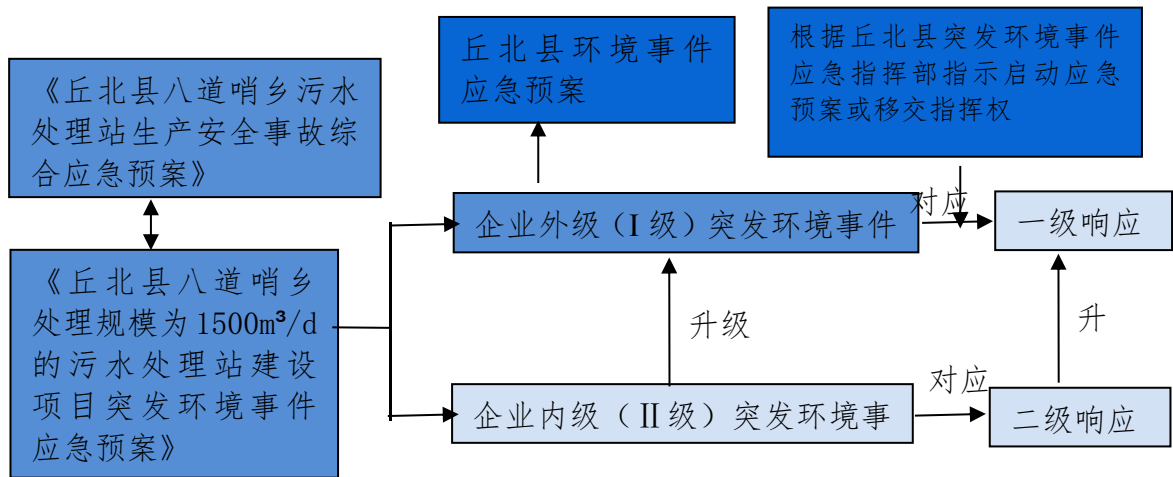 《丘北县八道哨乡污水
处理站生产安全事故综
合应急预案》
丘北县环境事件
应急预案
根据丘北县突发环境事件
应急指挥部指示启动应急
预案或移交指挥权
《丘北县八道哨乡
处理规模为1500m³/d
的污水处理站建设
项目突发环境事件
应急预案》
企业外级（Ⅰ级）突发环境事件
对应
一级响应
升级
升
企业内级（Ⅱ级）突发环境事
对应
二级响应